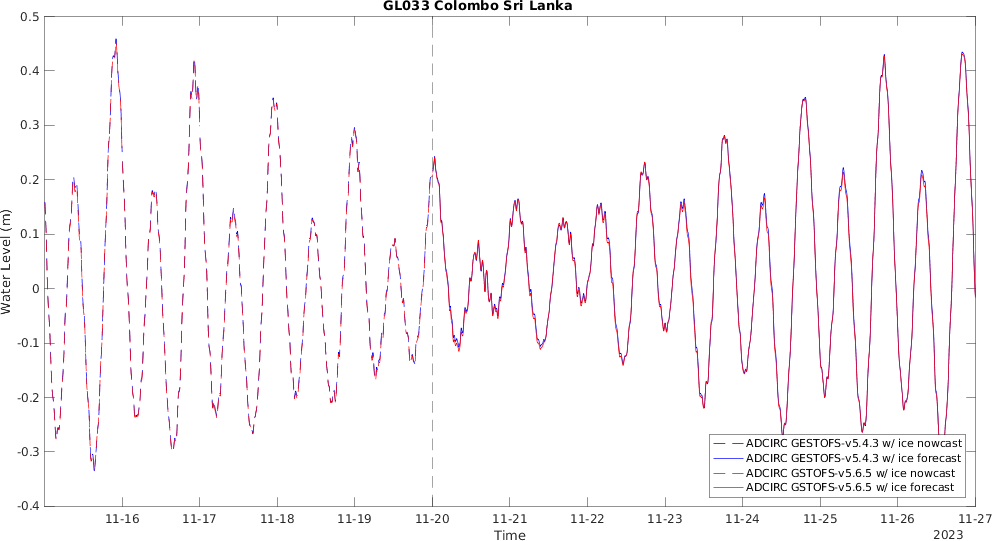 GL033 Colombo Sri Lanka
Water Level (m)
0.5
0.4
0.3
0.2
0.1
0
-0.1
-0.2
-0.3
-0.4
ADCIRC GESTOFS-v5.4.3 w/ ice nowcast
ADCIRC GESTOFS-v5.4.3 w/ ice forecast
ADCIRC GSTOFS-v5.6.5 w/ ice nowcast
ADCIRC GSTOFS-v5.6.5 w/ ice forecast
11-16 11-17 11-18 11-19 11-20 11-21 11-22 11-23 11-24 11-25 11-26 11-27
Time
2023